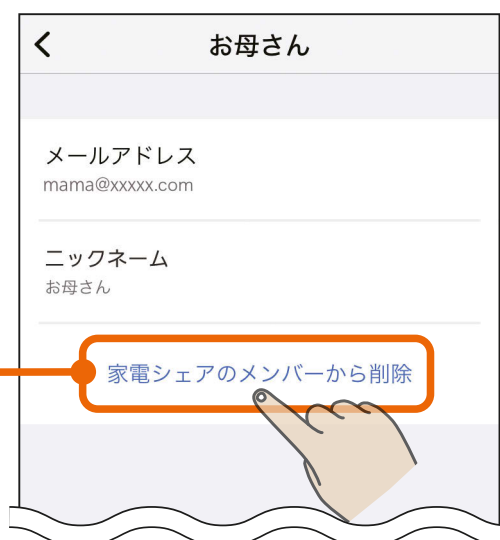 お母さん
メールアドレス
mama@xxxxx.com
ニックネーム
お母さん
家電シェアのメンバーから削除